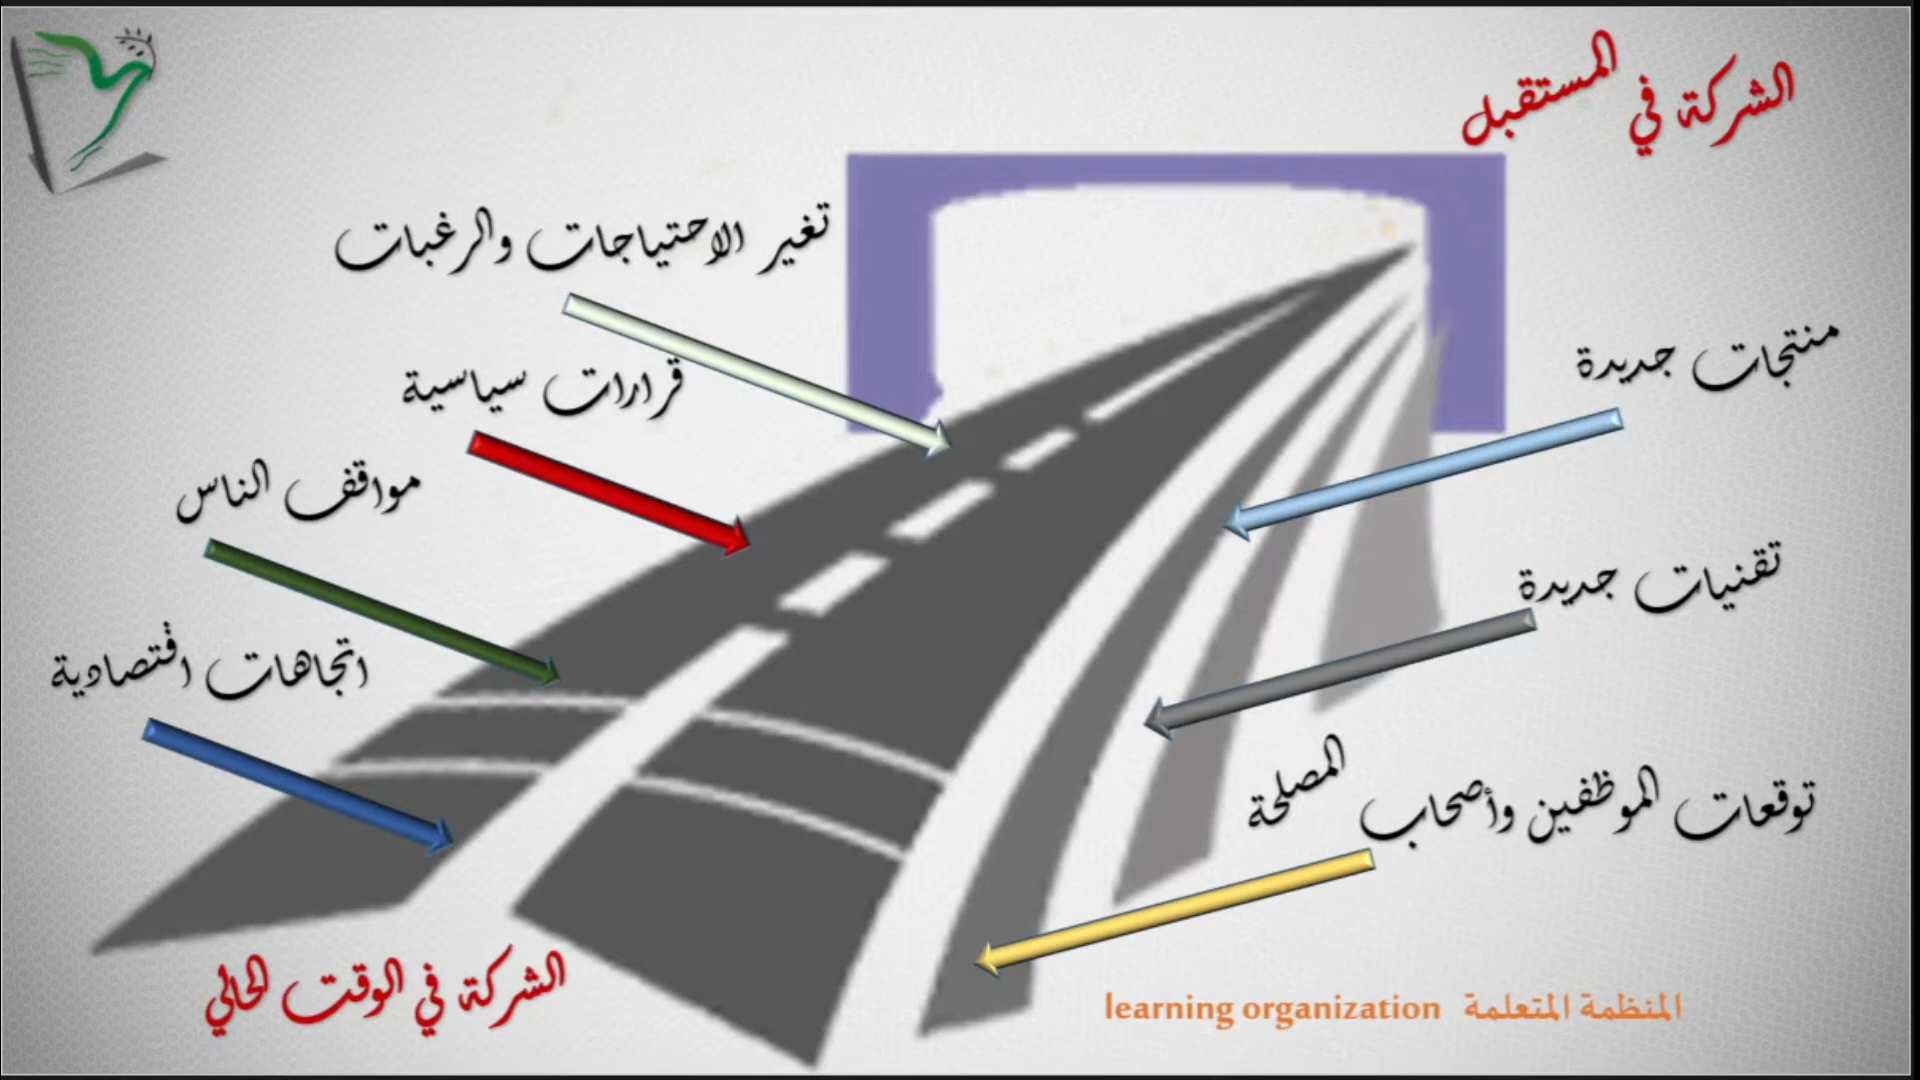 الشركة في المستقبل
تغير الاحتياجات والرغبات
قرارات سياسية
مواقف الناس
اتجاهات اقتصادية
منتجات جديدة
تقنيات جديدة
توقعات الموظفين وأصحاب المصلحة
الشركة في الوقت الحالي
المنظمة المتعلمة learning organization